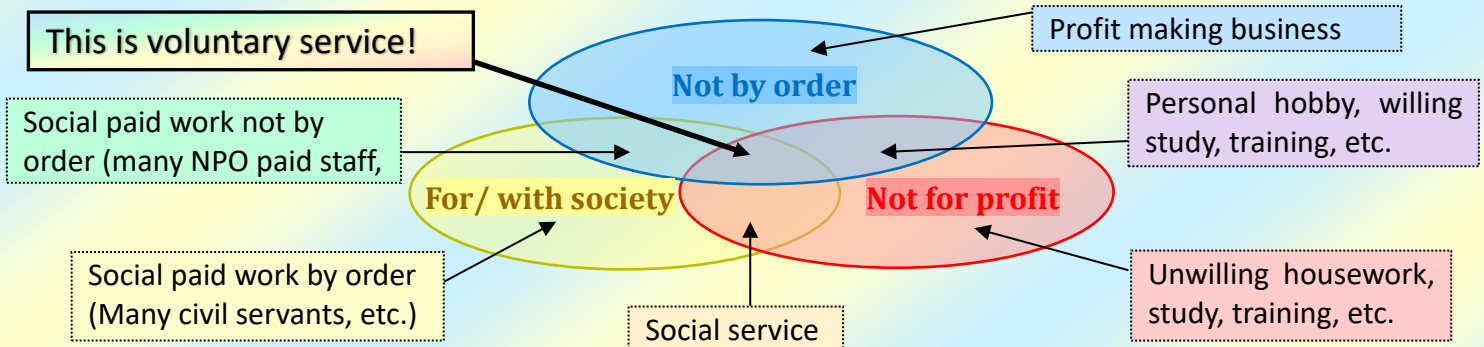 This is voluntary service!
Profit making business
Not by order
Social paid work not by
order (many NPO paid staff,
Personal hobby, willing
study, training, etc.
For/ with society
Not for profit
Social paid work by order
(Many civil servants, etc.)
Social service
Unwilling housework,
study, training, etc.